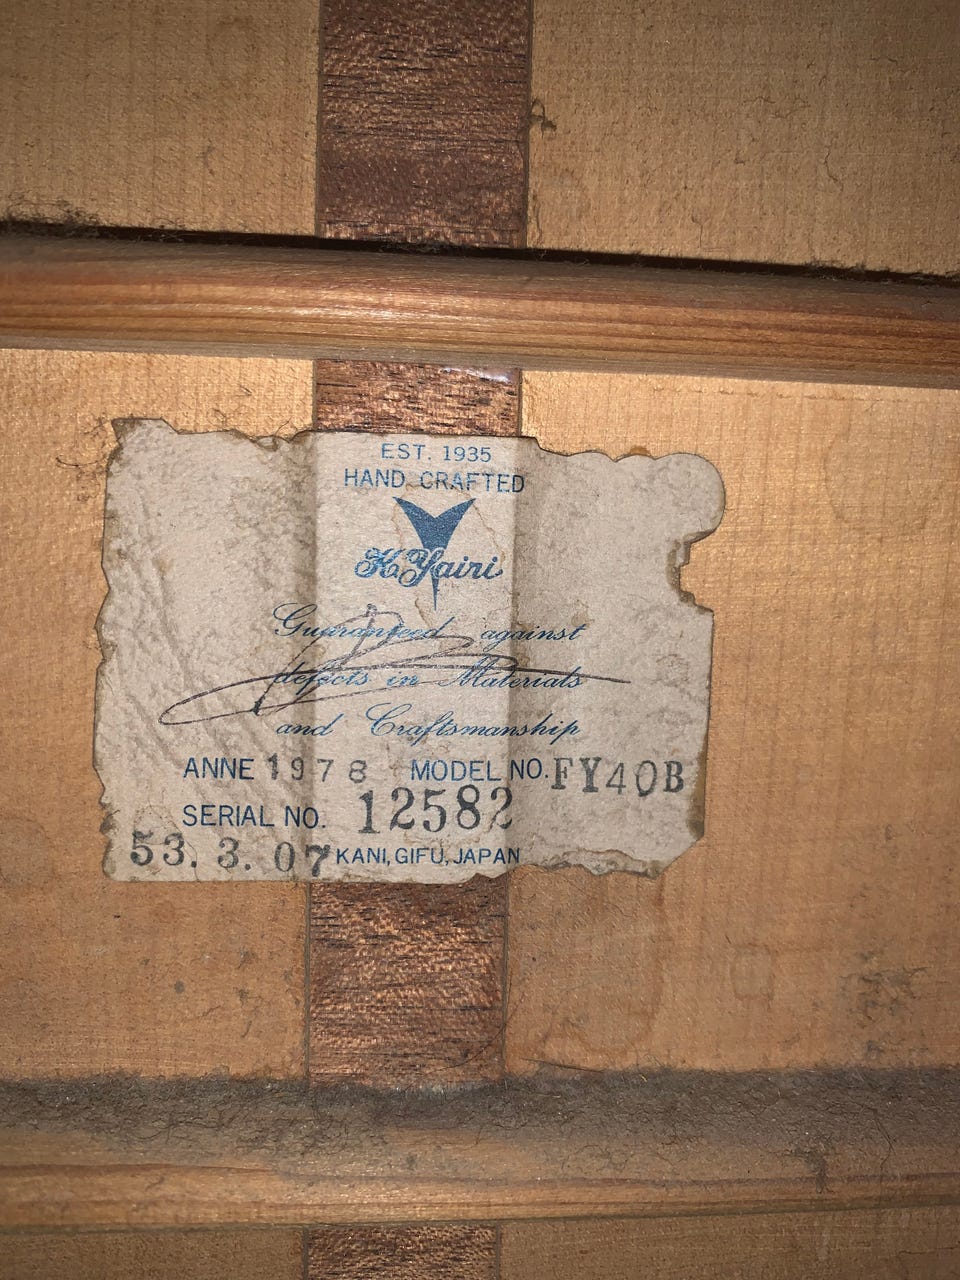 EST. 1935
HAND CRAFTED
K.Yairi
Guaranteed against
defects in Materials
and Craftsmanship
ANNE 1978 MODEL NO. FY40B
SERIAL NO. 12582
53. 3. 07 KANI, GIFU, JAPAN